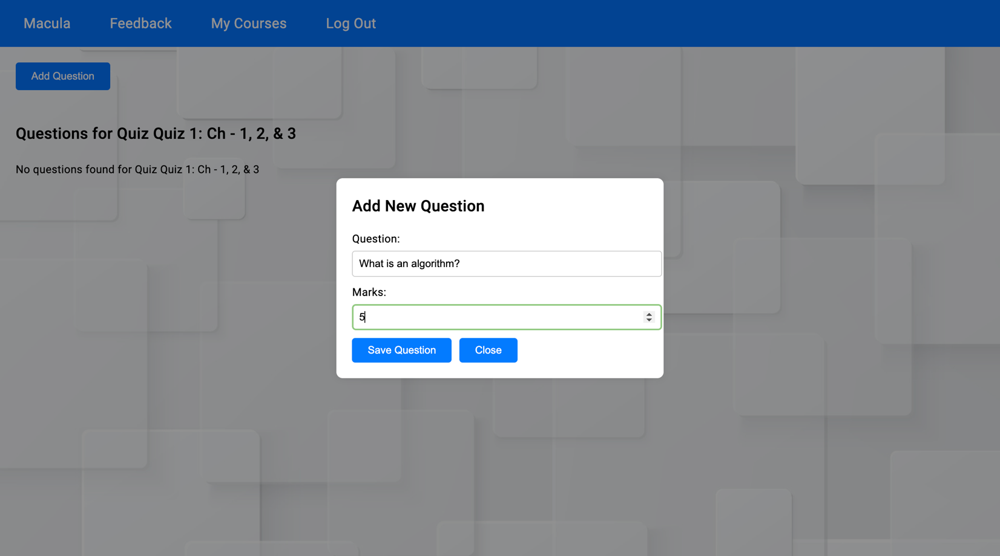 Macula Feedback My Courses Log Out
Add Question
Questions for Quiz Quiz 1: Ch - 1, 2, & 3
No questions found for Quiz Quiz 1: Ch - 1, 2, & 3
Add New Question
Question:
What is an algorithm?
Marks:
5
Save Question Close